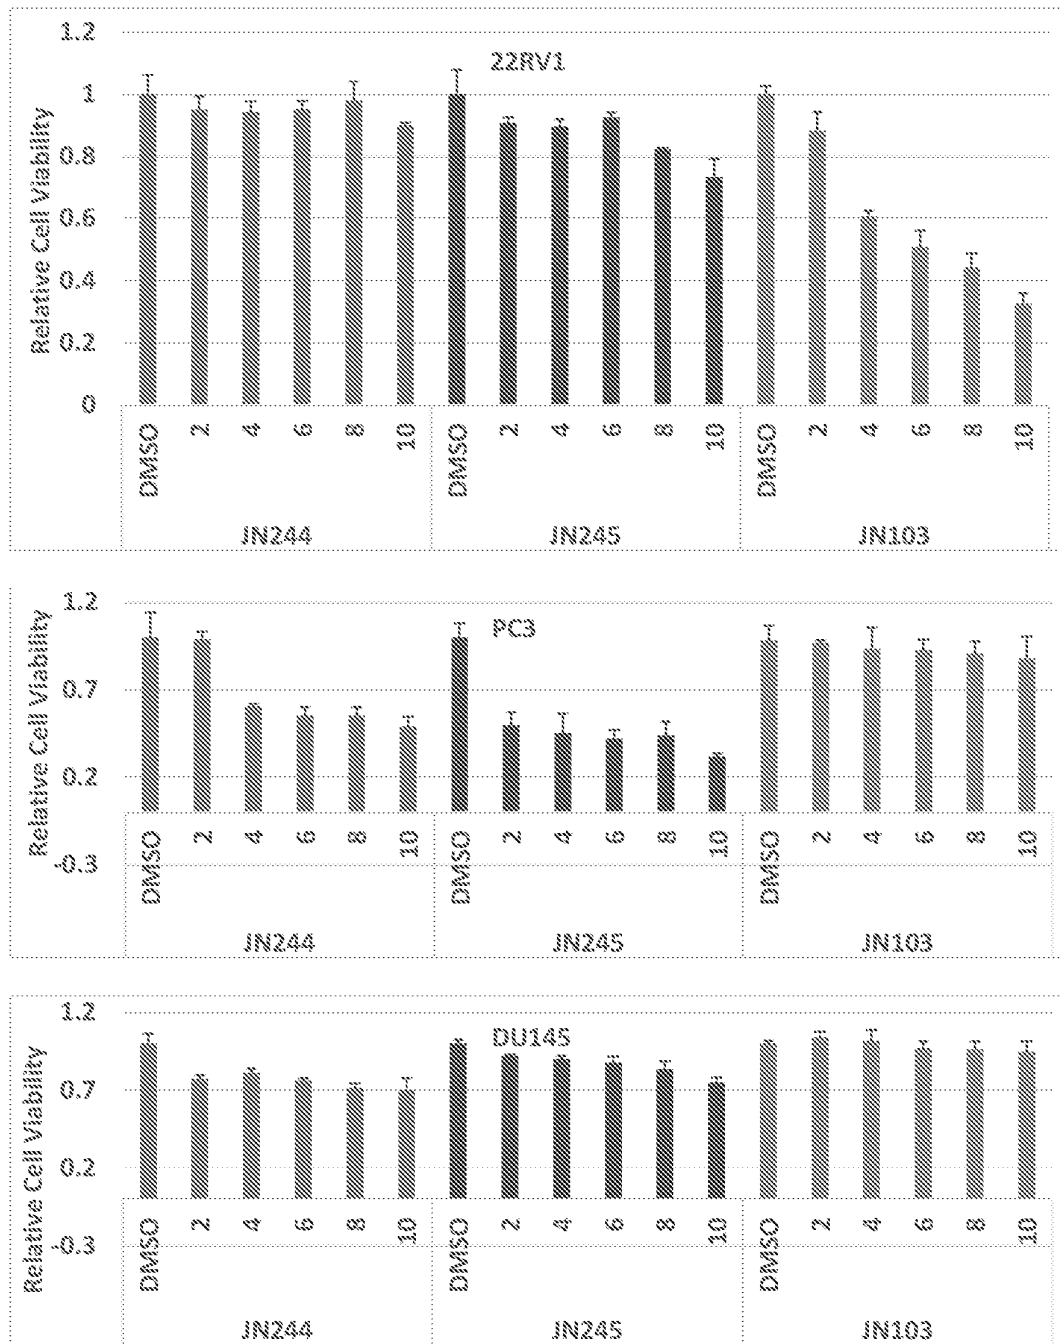 1.2
22RV1
1
0.8
0.6
0.4
0.2
0
Relative Cell Viability
DMSO 2 4 6 8 10 DMSO 2 4 6 8 10 DMSO 2 4 6 8 10
JN244 JN245 JN103
1.2
PC3
0.7
0.2
-0.3
Relative Cell Viability
DMSO 2 4 6 8 10 DMSO 2 4 6 8 10 DMSO 2 4 6 8 10
JN244 JN245 JN103
1.2
DU145
0.7
0.2
-0.3
Relative Cell Viability
DMSO 2 4 6 8 10 DMSO 2 4 6 8 10 DMSO 2 4 6 8 10
JN244 JN245 JN103